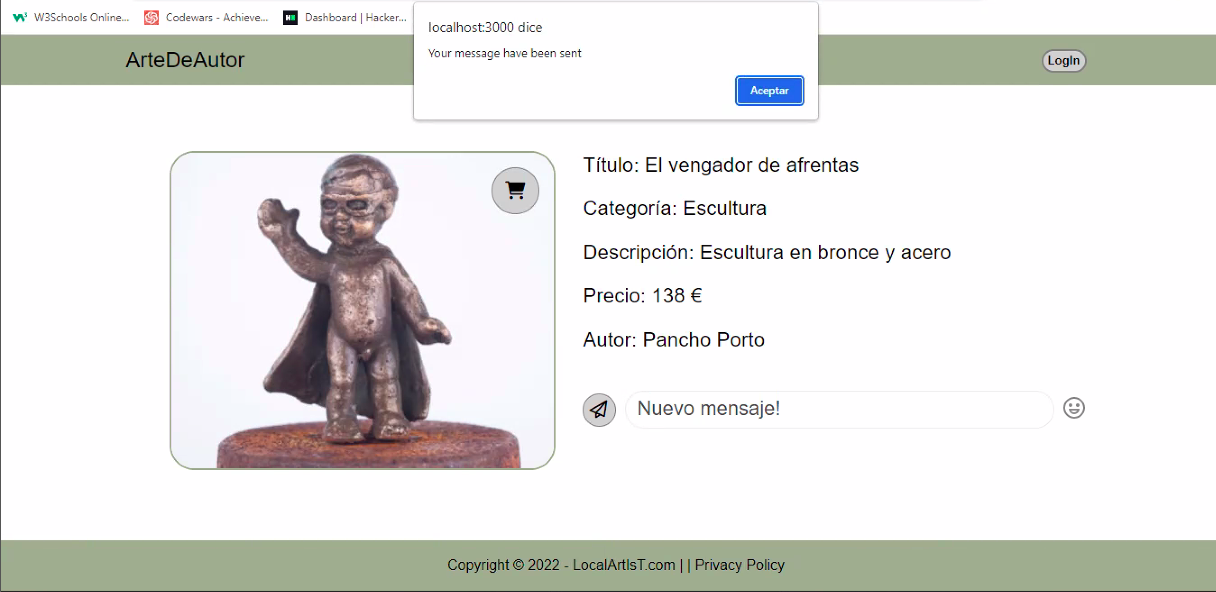 W3Schools Online... Codewars - Achieve... Dashboard | Hacker...
localhost:3000 dice
Your message have been sent
Aceptar
ArteDeAutor
LogIn
Título: El vengador de afrentas
Categoría: Escultura
Descripción: Escultura en bronce y acero
Precio: 138 €
Autor: Pancho Porto
Nuevo mensaje!
Copyright © 2022 - LocalArtIsT.com | | Privacy Policy